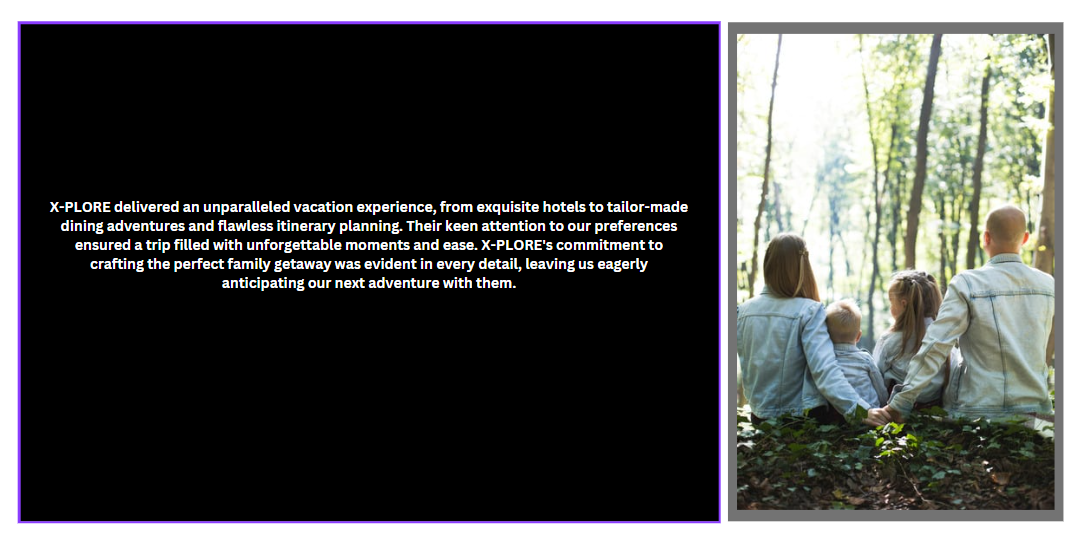 X-PLORE delivered an unparalleled vacation experience, from exquisite hotels to tailor-made
dining adventures and flawless itinerary planning. Their keen attention to our preferences
ensured a trip filled with unforgettable moments and ease. X-PLORE's commitment to
crafting the perfect family getaway was evident in every detail, leaving us eagerly
anticipating our next adventure with them.